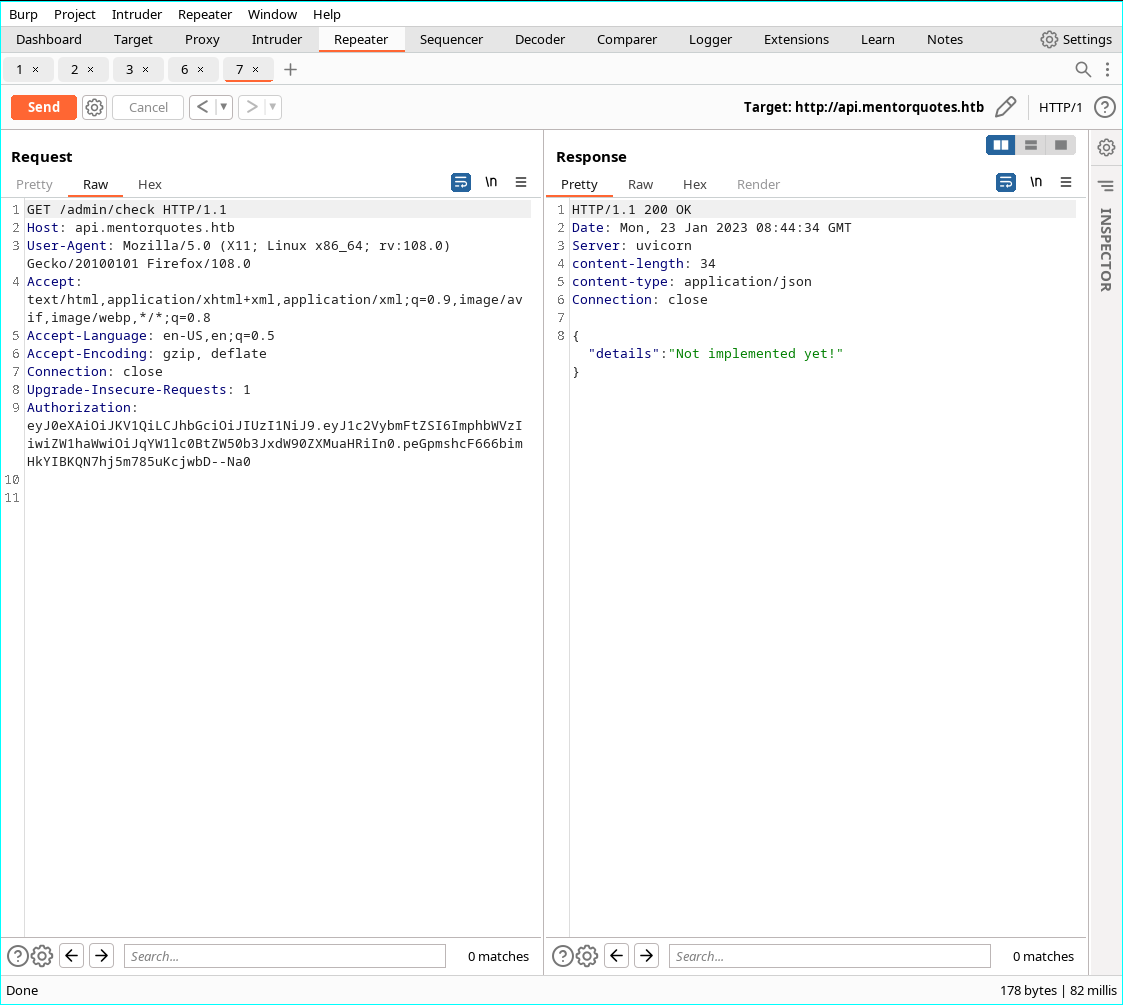 Burp Project Intruder Repeater Window Help
Dashboard Target Proxy Intruder Repeater Sequencer Decoder Comparer Logger Extensions Learn Notes Settings
1 × 2 × 3 × 6 × 7 × +
Send Cancel < ▼ > ▼ Target: http://api.mentorquotes.htb HTTP/1 ?
Request
Pretty Raw Hex \n
1 GET /admin/check HTTP/1.1
2 Host: api.mentorquotes.htb
3 User-Agent: Mozilla/5.0 (X11; Linux x86_64; rv:108.0)
Gecko/20100101 Firefox/108.0
4 Accept:
text/html,application/xhtml+xml,application/xml;q=0.9,image/av
if,image/webp,*/*;q=0.8
5 Accept-Language: en-US,en;q=0.5
6 Accept-Encoding: gzip, deflate
7 Connection: close
8 Upgrade-Insecure-Requests: 1
9 Authorization:
eyJ0eXAiOiJKV1QiLCJhbGciOiJIUzI1NiJ9.eyJ1c2VybmFtZSI6ImphbWVzI
iwiZW1haWwiOiJqYW1lc0BtZW50b3JxdW90ZXMuaHRiIn0.peGpmshcF666bim
HkYIBKQN7hj5m785uKcjwbD--Na0
10
11
? Search... 0 matches
Response
Pretty Raw Hex Render \n
1 HTTP/1.1 200 OK
2 Date: Mon, 23 Jan 2023 08:44:34 GMT
3 Server: uvicorn
4 content-length: 34
5 content-type: application/json
6 Connection: close
7
8 {
"details":"Not implemented yet!"
}
? Search... 0 matches
INSPECTOR
Done 178 bytes | 82 millis